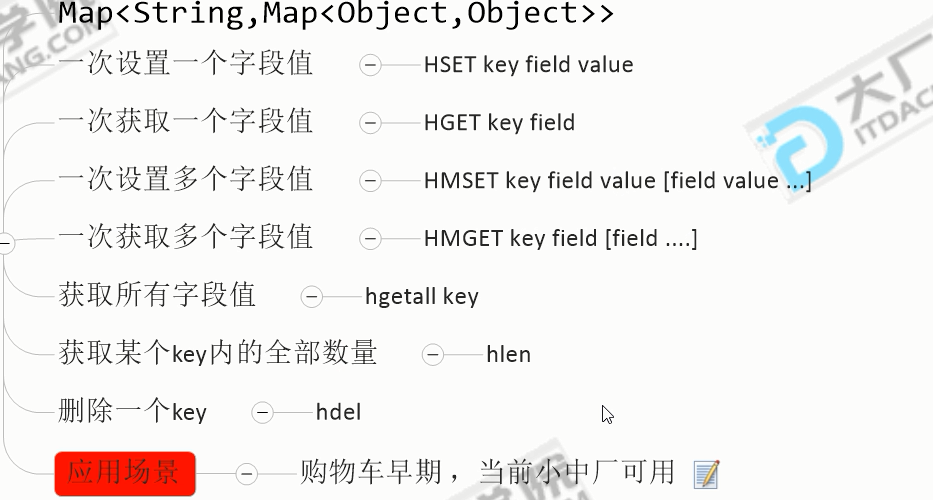 Map<String,Map<Object,Object>>
一次设置一个字段值 HSET key field value
一次获取一个字段值 HGET key field
一次设置多个字段值 HMSET key field value [field value ...]
一次获取多个字段值 HMGET key field [field ....]
获取所有字段值 hgetall key
获取某个key内的全部数量 hlen
删除一个key hdel
应用场景 购物车早期，当前小中厂可用
大厂
ITDAC